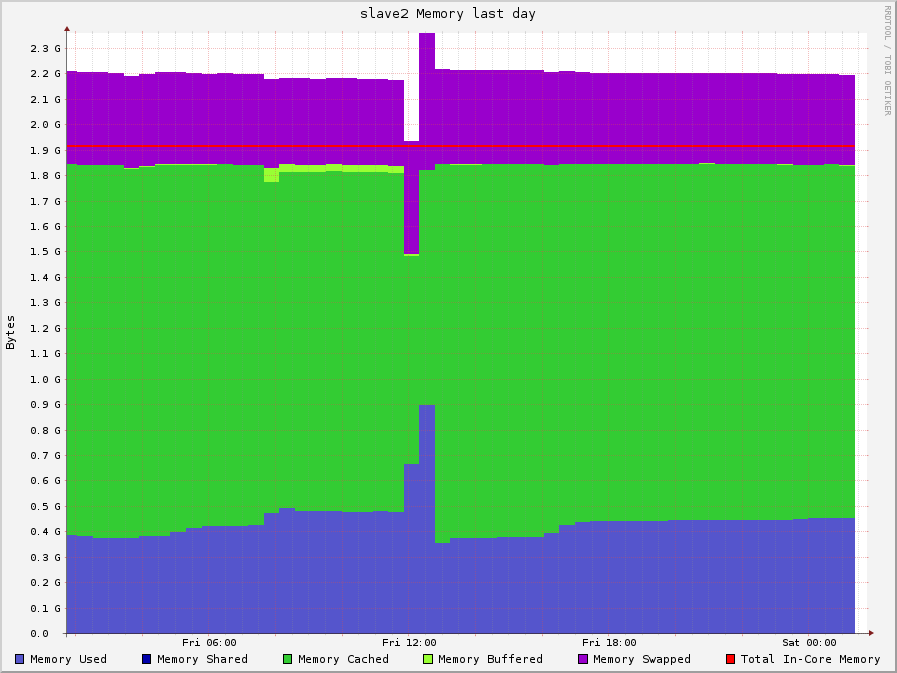 slave2 Memory last day
RRDTOOL / TOBI OETIKER
Bytes
2.3 G
2.2 G
2.1 G
2.0 G
1.9 G
1.8 G
1.7 G
1.6 G
1.5 G
1.4 G
1.3 G
1.2 G
1.1 G
1.0 G
0.9 G
0.8 G
0.7 G
0.6 G
0.5 G
0.4 G
0.3 G
0.2 G
0.1 G
0.0
Fri 06:00 Fri 12:00 Fri 18:00 Sat 00:00
Memory Used Memory Shared Memory Cached Memory Buffered Memory Swapped Total In-Core Memory